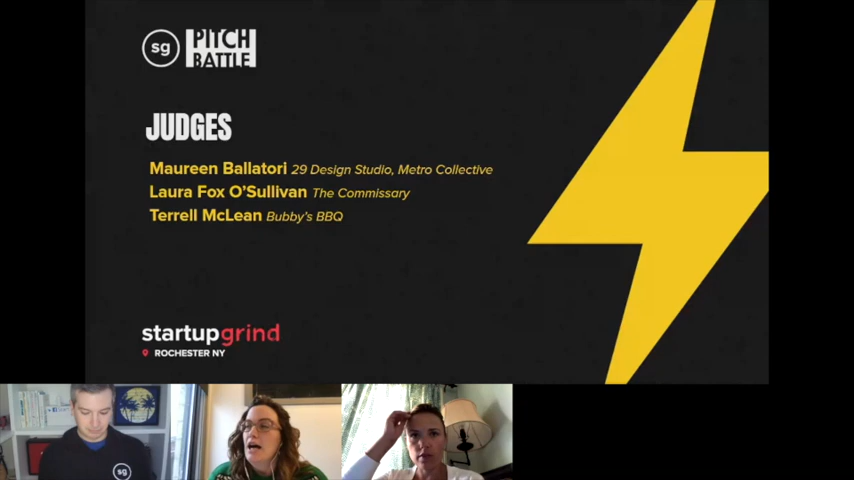 sg PITCH BATTLE
JUDGES
Maureen Ballatori 29 Design Studio, Metro Collective
Laura Fox O'Sullivan The Commissary
Terrell McLean Bubby's BBQ
startupgrind
ROCHESTER NY
sg